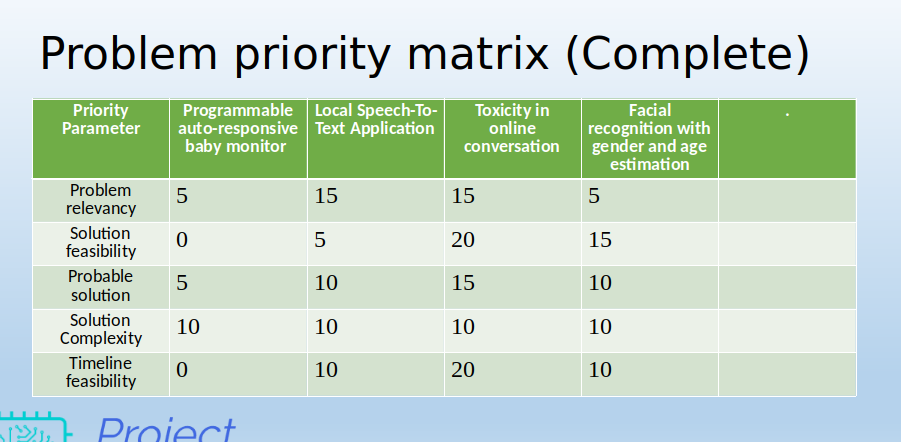 Problem priority matrix (Complete)
Priority Parameter | Programmable auto-responsive baby monitor | Local Speech-To-Text Application | Toxicity in online conversation | Facial recognition with gender and age estimation | .
Problem relevancy | 5 | 15 | 15 | 5
Solution feasibility | 0 | 5 | 20 | 15
Probable solution | 5 | 10 | 15 | 10
Solution Complexity | 10 | 10 | 10 | 10
Timeline feasibility | 0 | 10 | 20 | 10
Project